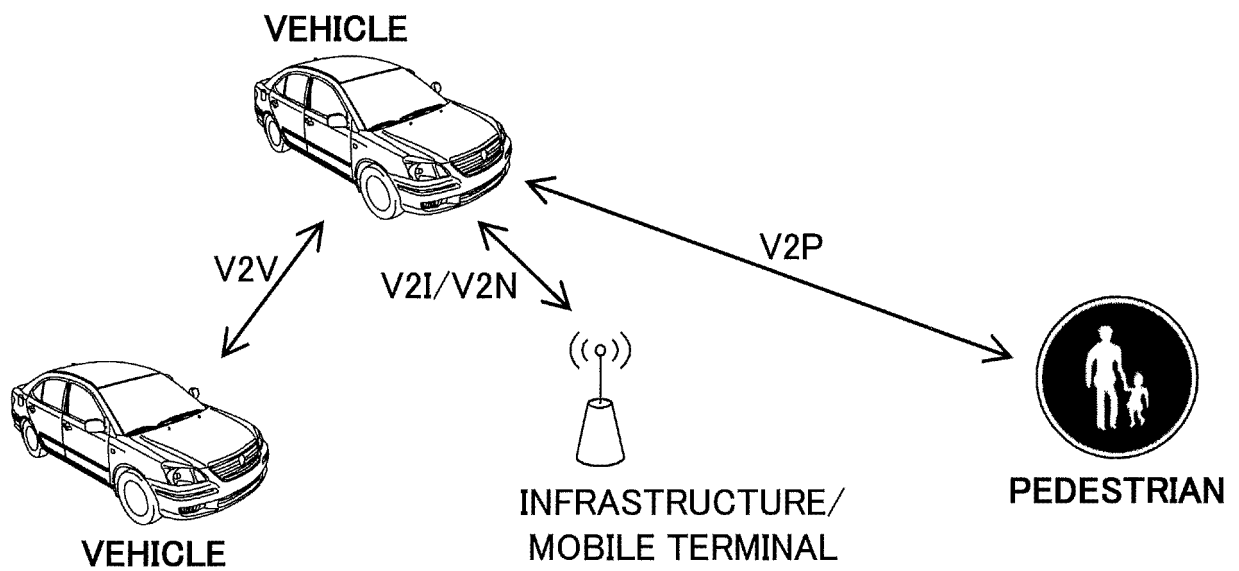 VEHICLE
V2P
V2V
V2I/V2N
PEDESTRIAN
INFRASTRUCTURE/
MOBILE TERMINAL
VEHICLE